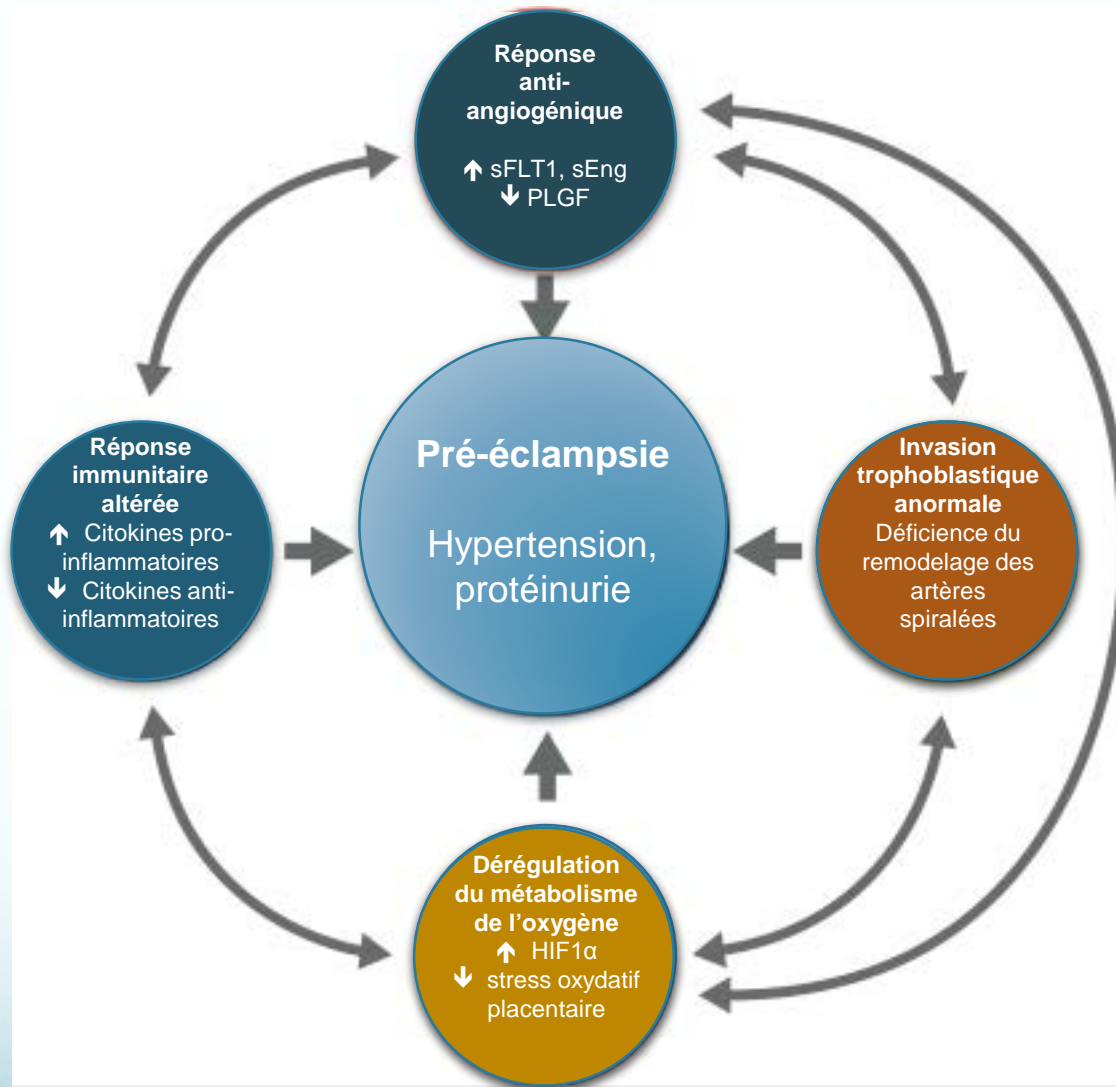 Réponse
anti-
angiogénique
↑ sFLT1, sEng
↓ PLGF
Réponse
immunitaire
altérée
↑ Citokines pro-
inflammatoires
↓ Citokines anti-
inflammatoires
Pré-éclampsie
Hypertension,
protéinurie
Invasion
trophoblastique
anormale
Déficience du
remodelage des
artères
spiralées
Dérégulation
du métabolisme
de l’oxygène
↑ HIF1α
↓ stress oxydatif
placentaire